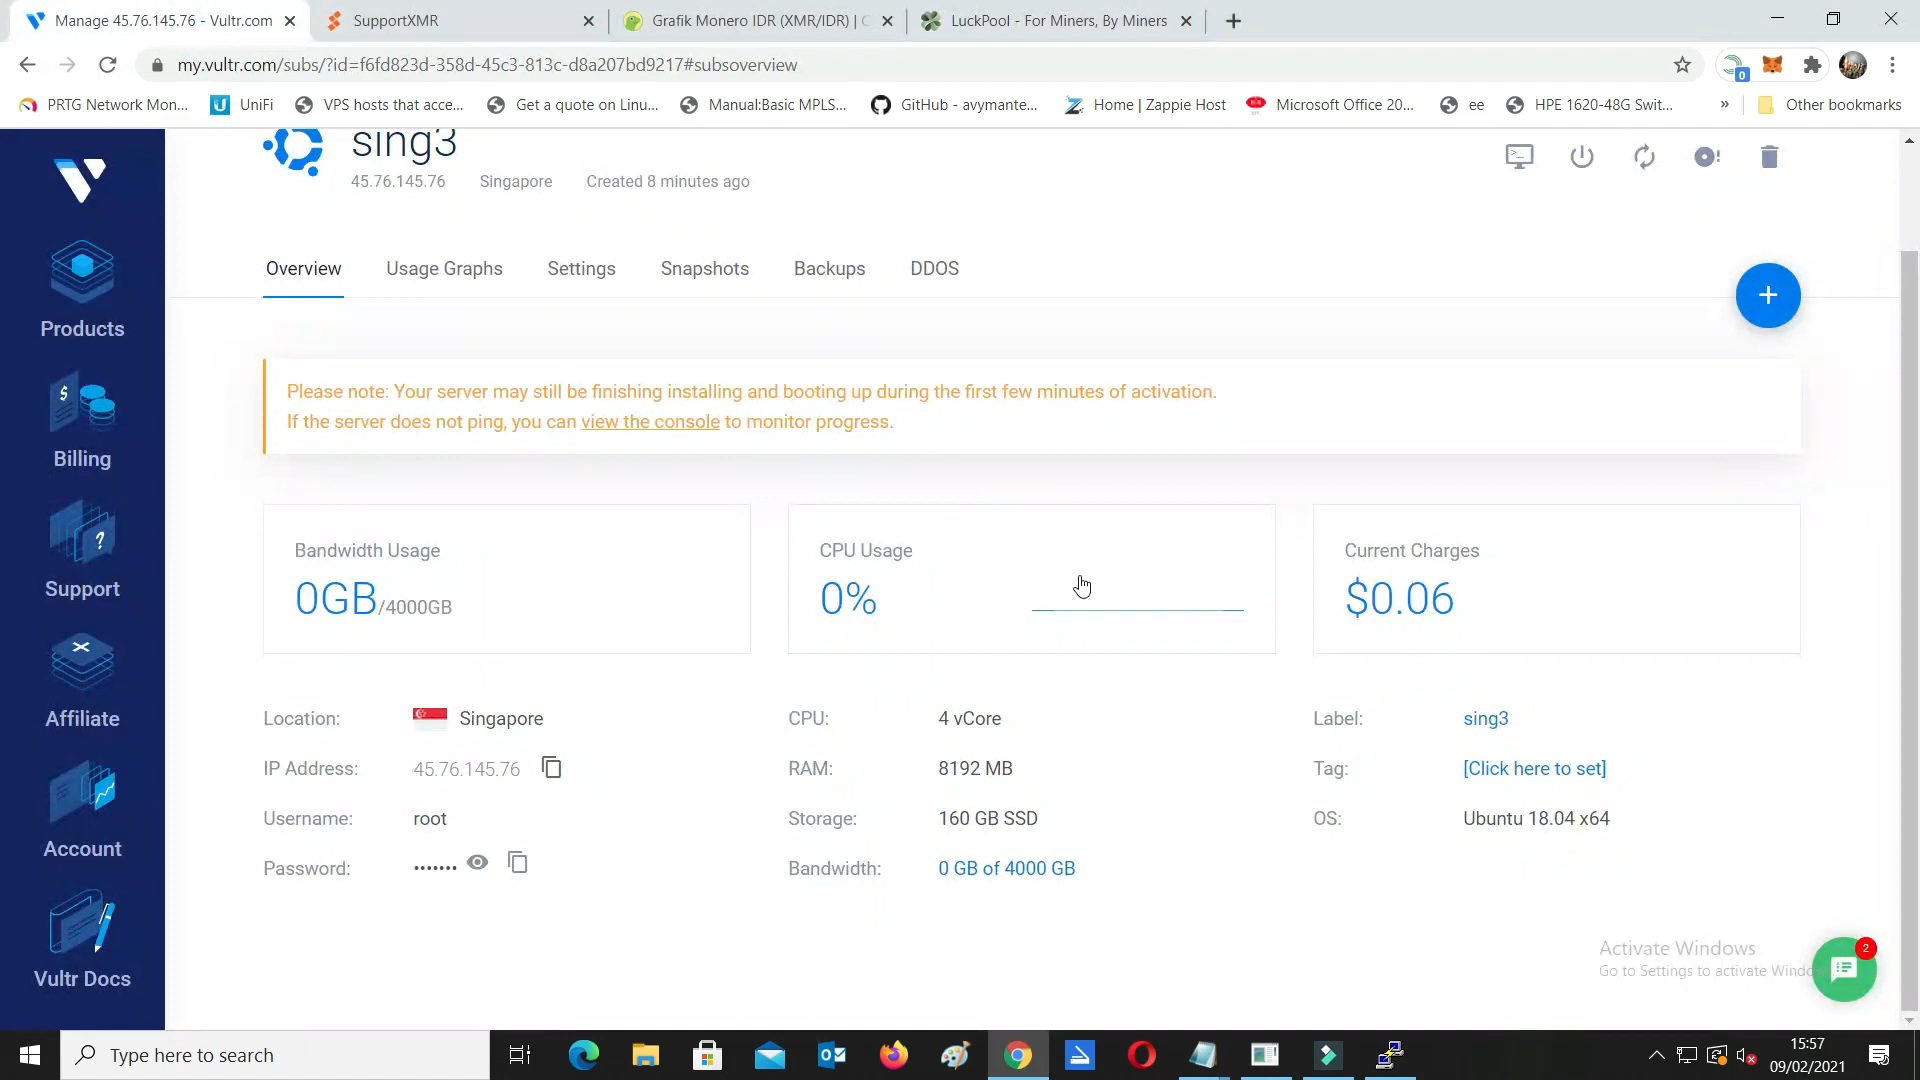 Manage 45.76.145.76 - Vultr.com
SupportXMR
Grafik Monero IDR (XMR/IDR) | C
LuckPool - For Miners, By Miners
my.vultr.com/subs/?id=f6fd823d-358d-45c3-813c-d8a207bd9217#subsoverview
0
PRTG Network Mon...
UniFi
VPS hosts that acce...
Get a quote on Linu...
Manual:Basic MPLS...
GitHub - avymante...
Home | Zappie Host
Microsoft Office 20...
ee
HPE 1620-48G Swit...
»
Other bookmarks
sing3
45.76.145.76 Singapore Created 8 minutes ago
Overview Usage Graphs Settings Snapshots Backups DDOS
Please note: Your server may still be finishing installing and booting up during the first few minutes of activation.
If the server does not ping, you can view the console to monitor progress.
Products
Billing
Support
Affiliate
Account
Vultr Docs
Bandwidth Usage
0GB/4000GB
CPU Usage
0%
Current Charges
$0.06
Location: Singapore
IP Address: 45.76.145.76
Username: root
Password: •••••••
CPU: 4 vCore
RAM: 8192 MB
Storage: 160 GB SSD
Bandwidth: 0 GB of 4000 GB
Label: sing3
Tag: [Click here to set]
OS: Ubuntu 18.04 x64
Activate Windows
Go to Settings to activate Windo
2
Type here to search
15:57
09/02/2021